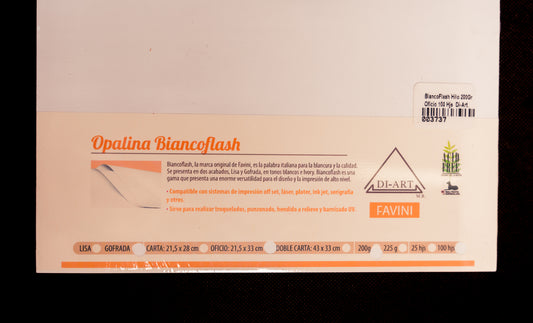 BiancoFlash Hilo 200Gr
Oficio 100 Hjs Di-Art
003737
Opalina Biancoflash
Biancoflash, la marca original de Favini, es la palabra italiana para la blancura y la calidad.
Se presenta en dos acabados, Lisa y Gofrada, en tonos blancos e Ivory. Biancoflash es una
gama que presenta una enorme versatilidad para el diseño y la impresión de alto nivel.
• Compatible con sistemas de impresión off set, láser, ploter, ink jet, serigrafía
y otros.
• Sirve para realizar troquelados, punzonado, hendido a relieve y barnizado UV.
DI-ART
M.R.
FAVINI
ACID
FREE
LISA GOFRADA CARTA: 21,5 x 28 cm OFICIO: 21,5 x 33 cm DOBLE CARTA: 43 x 33 cm 200g 225 g 25 hjs 100 hjs